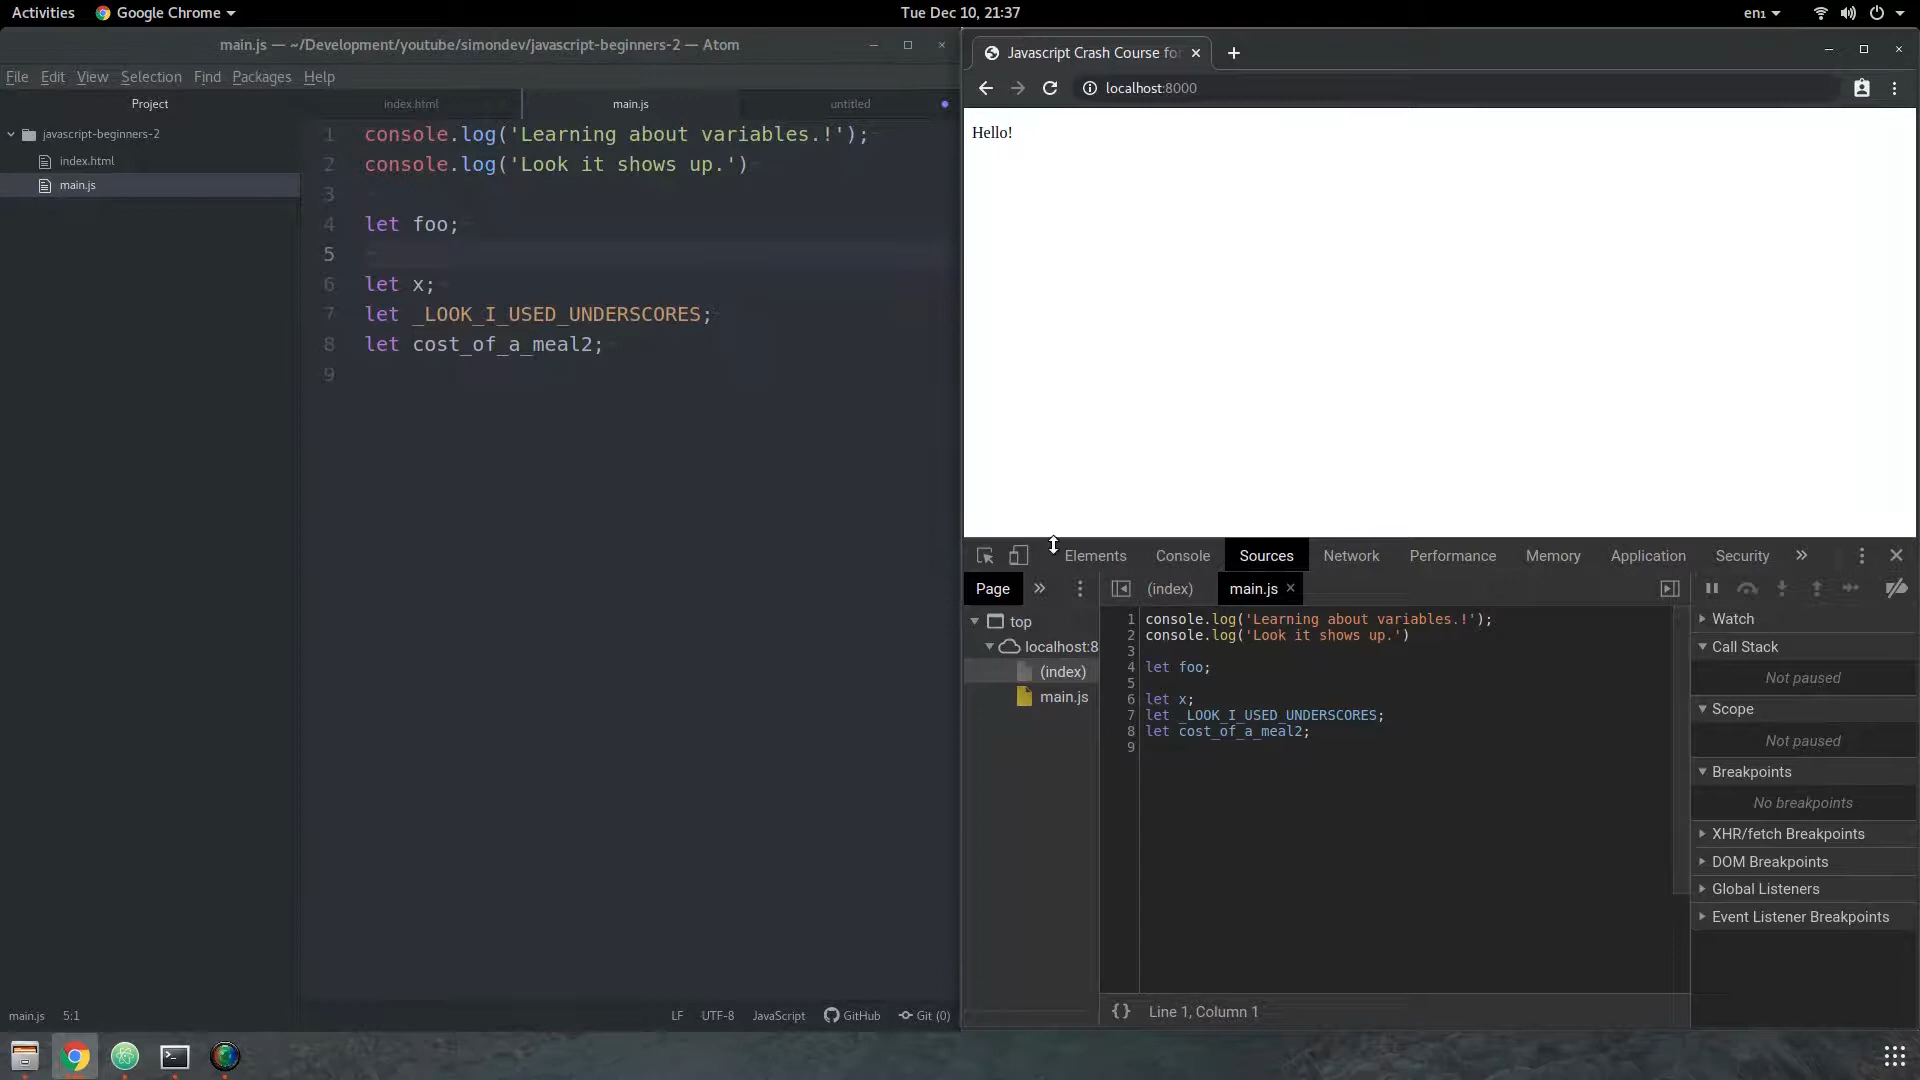 Activities Google Chrome Tue Dec 10, 21:37 en₁
main.js — ~/Development/youtube/simondev/javascript-beginners-2 — Atom
File Edit View Selection Find Packages Help
Project
javascript-beginners-2
index.html
main.js
index.html main.js untitled
1 console.log('Learning about variables.!');
2 console.log('Look it shows up.')
3
4 let foo;
5
6 let x;
7 let _LOOK_I_USED_UNDERSCORES;
8 let cost_of_a_meal2;
9
main.js 5:1 LF UTF-8 JavaScript GitHub Git (0)
Javascript Crash Course fo
localhost:8000
Hello!
Elements Console Sources Network Performance Memory Application Security »
Page » (index) main.js
top
localhost:8
(index)
main.js
1 console.log('Learning about variables.!');
2 console.log('Look it shows up.')
3
4 let foo;
5
6 let x;
7 let _LOOK_I_USED_UNDERSCORES;
8 let cost_of_a_meal2;
9
{} Line 1, Column 1
Watch
Call Stack
Not paused
Scope
Not paused
Breakpoints
No breakpoints
XHR/fetch Breakpoints
DOM Breakpoints
Global Listeners
Event Listener Breakpoints